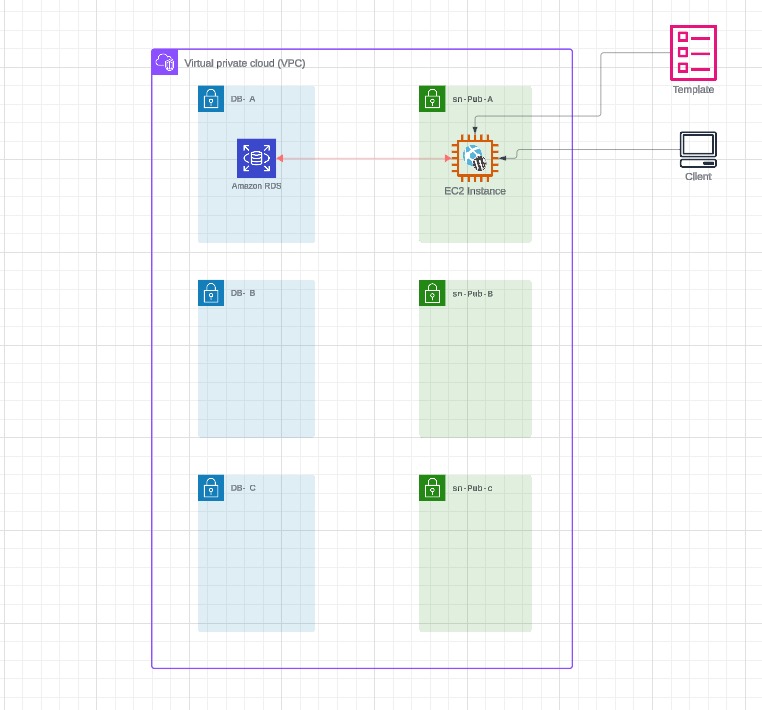 Virtual private cloud (VPC)
Template
DB- A
sn-Pub-A
Amazon RDS
EC2 Instance
Client
DB- B
sn-Pub-B
DB- C
sn-Pub-c